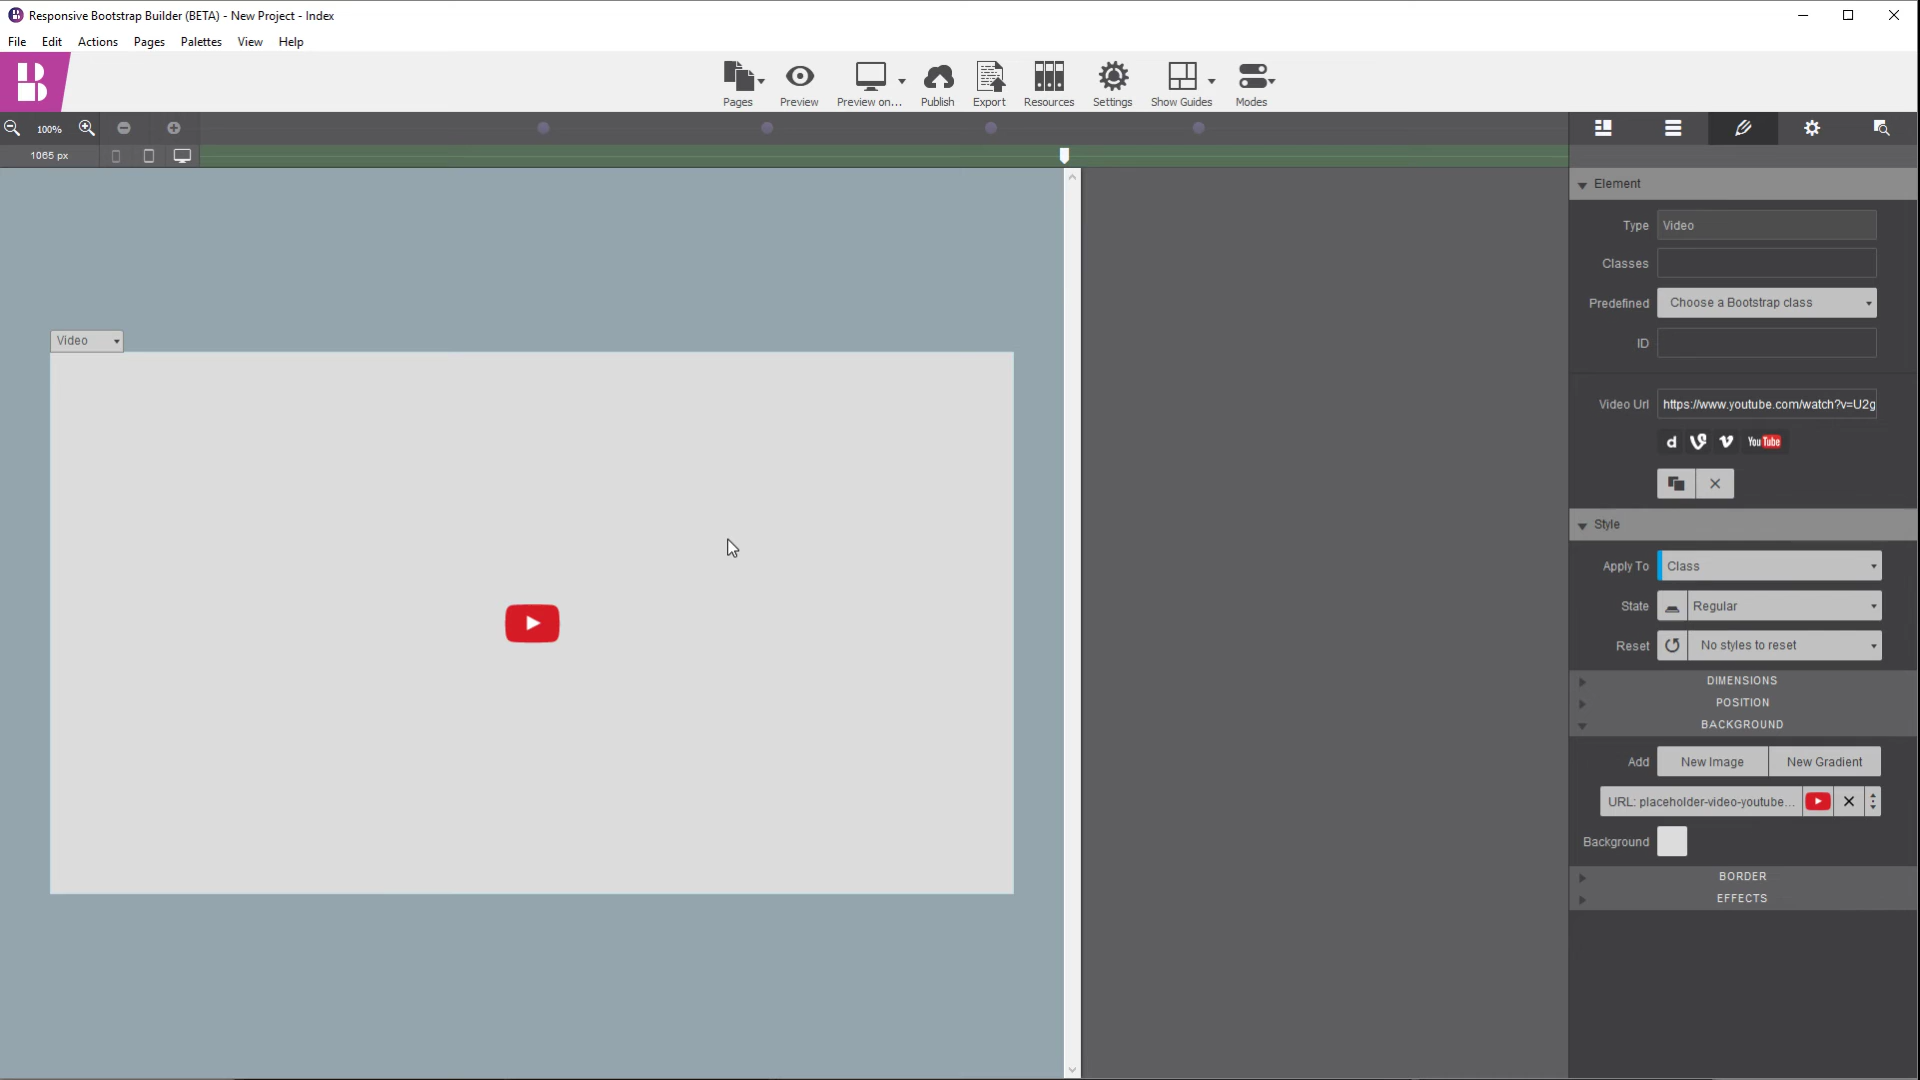 Responsive Bootstrap Builder (BETA) - New Project - Index
File Edit Actions Pages Palettes View Help
Pages Preview Preview on... Publish Export Resources Settings Show Guides Modes
100%
1065 px
Element
Type Video
Classes
Predefined Choose a Bootstrap class
ID
Video
Video Url https://www.youtube.com/watch?v=U2g
d v YouTube
Style
Apply To Class
State Regular
Reset No styles to reset
DIMENSIONS
POSITION
BACKGROUND
Add New Image New Gradient
URL: placeholder-video-youtube...
Background
BORDER
EFFECTS